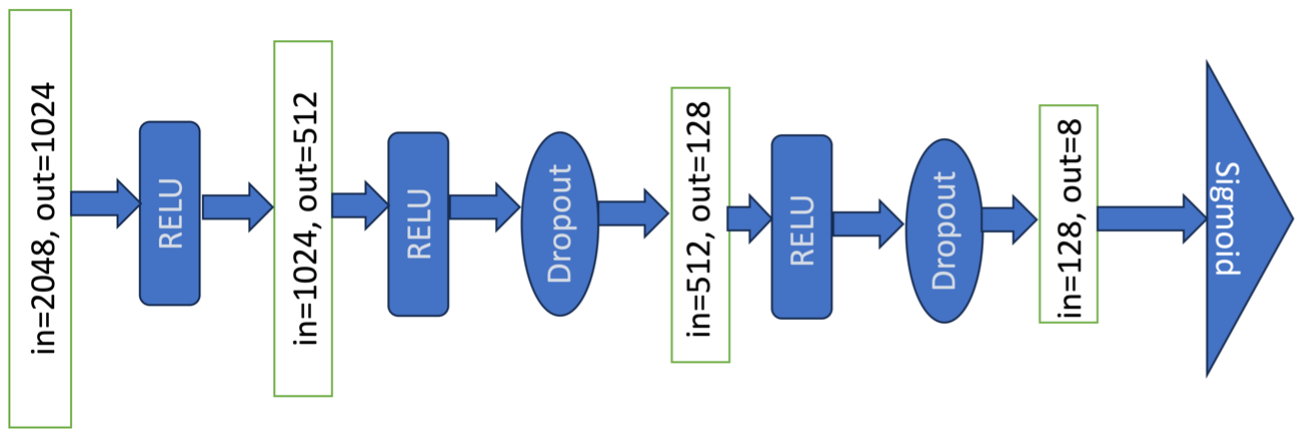 in=2048, out=1024
RELU
in=1024, out=512
RELU
Dropout
in=512, out=128
RELU
Dropout
in=128, out=8
Sigmoid